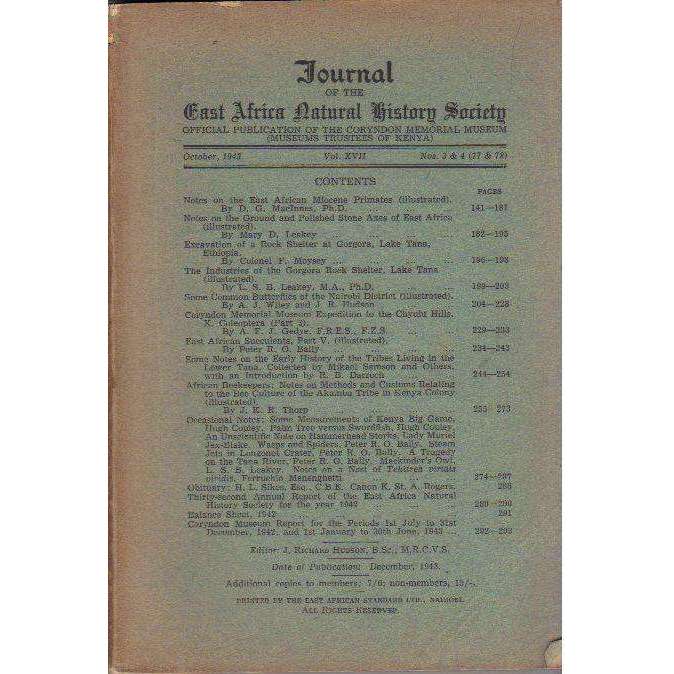 Journal
OF THE
East Africa Natural History Society
OFFICIAL PUBLICATION OF THE CORYNDON MEMORIAL MUSEUM
(MUSEUMS TRUSTEES OF KENYA)
October, 1943 Vol. XVII Nos. 3 & 4 (77 & 78)
CONTENTS
PAGES
Notes on the East African Miocene Primates (illustrated).
By D. G. MacInnes, Ph.D. ... ... ... 141—181
Notes on the Ground and Polished Stone Axes of East Africa
(illustrated).
By Mary D. Leakey ... ... ... ... 182—195
Excavation of a Rock Shelter at Gorgora, Lake Tana,
Ethiopia.
By Colonel F. Moysey ... ... ... ... 196—198
The Industries of the Gorgora Rock Shelter, Lake Tana
(illustrated)
By L. S. B. Leakey, M.A., Ph.D. ... ... 199—203
Some Common Butterflies of the Nairobi District (illustrated).
By A. J. Wiley and J. R. Hudson ... ... 204—228
Coryndon Memorial Museum Expedition to the Chyulu Hills.
X. Coleoptera (Part 3).
By A. F. J. Gedye, F.R.E.S., F.Z.S. ... ... 229—233
East African Succulents, Part V. (illustrated).
By Peter R. O. Bally ... ... ... ... 234—243
Some Notes on the Early History of the Tribes Living in the
Lower Tana, Collected by Mikael Samson and Others,
with an Introduction by R. B. Darroch ... 244—254
African Beekeepers: Notes on Methods and Customs Relating
to the Bee Culture of the Akamba Tribe in Kenya Colony
(illustrated).
By J. K. R. Thorp ... ... ... ... 255—273
Occasional Notes: Some Measurements of Kenya Big Game,
Hugh Copley. Palm Tree versus Swordfish, Hugh Copley.
An Unscientific Note on Hammerhead Storks, Lady Muriel
Jex-Blake. Wasps and Spiders, Peter R. O. Bally. Steam
Jets in Longonot Crater, Peter R. O. Bally. A Tragedy
on the Tana River, Peter R. O. Bally. Mackinder's Owl,
L. S. B. Leakey. Notes on a Nest of
viridis, Ferruchio Meneghetti ... ... ... 274—287
Obituary: H. L. Sikes, Esq., C.B.E. Canon K. St. A. Rogers. 288
Thirty-second Annual Report of the East Africa Natural
History Society for the year 1942 ... ... 289—290
Balance Sheet, 1942 ... ... ... ... 291
Coryndon Museum Report for the Periods 1st July to 31st
December, 1942, and 1st January to 30th June, 1943 ... 292—293
Editor: J. Richard Hudson, B.Sc., M.R.C.V.S.
Date of Publication: December, 1943.
Additional copies to members; 7/6; non-members, 15/-.
PRINTED BY THE EAST AFRICAN STANDARD LTD., NAIROBI.
All Rights Reserved.